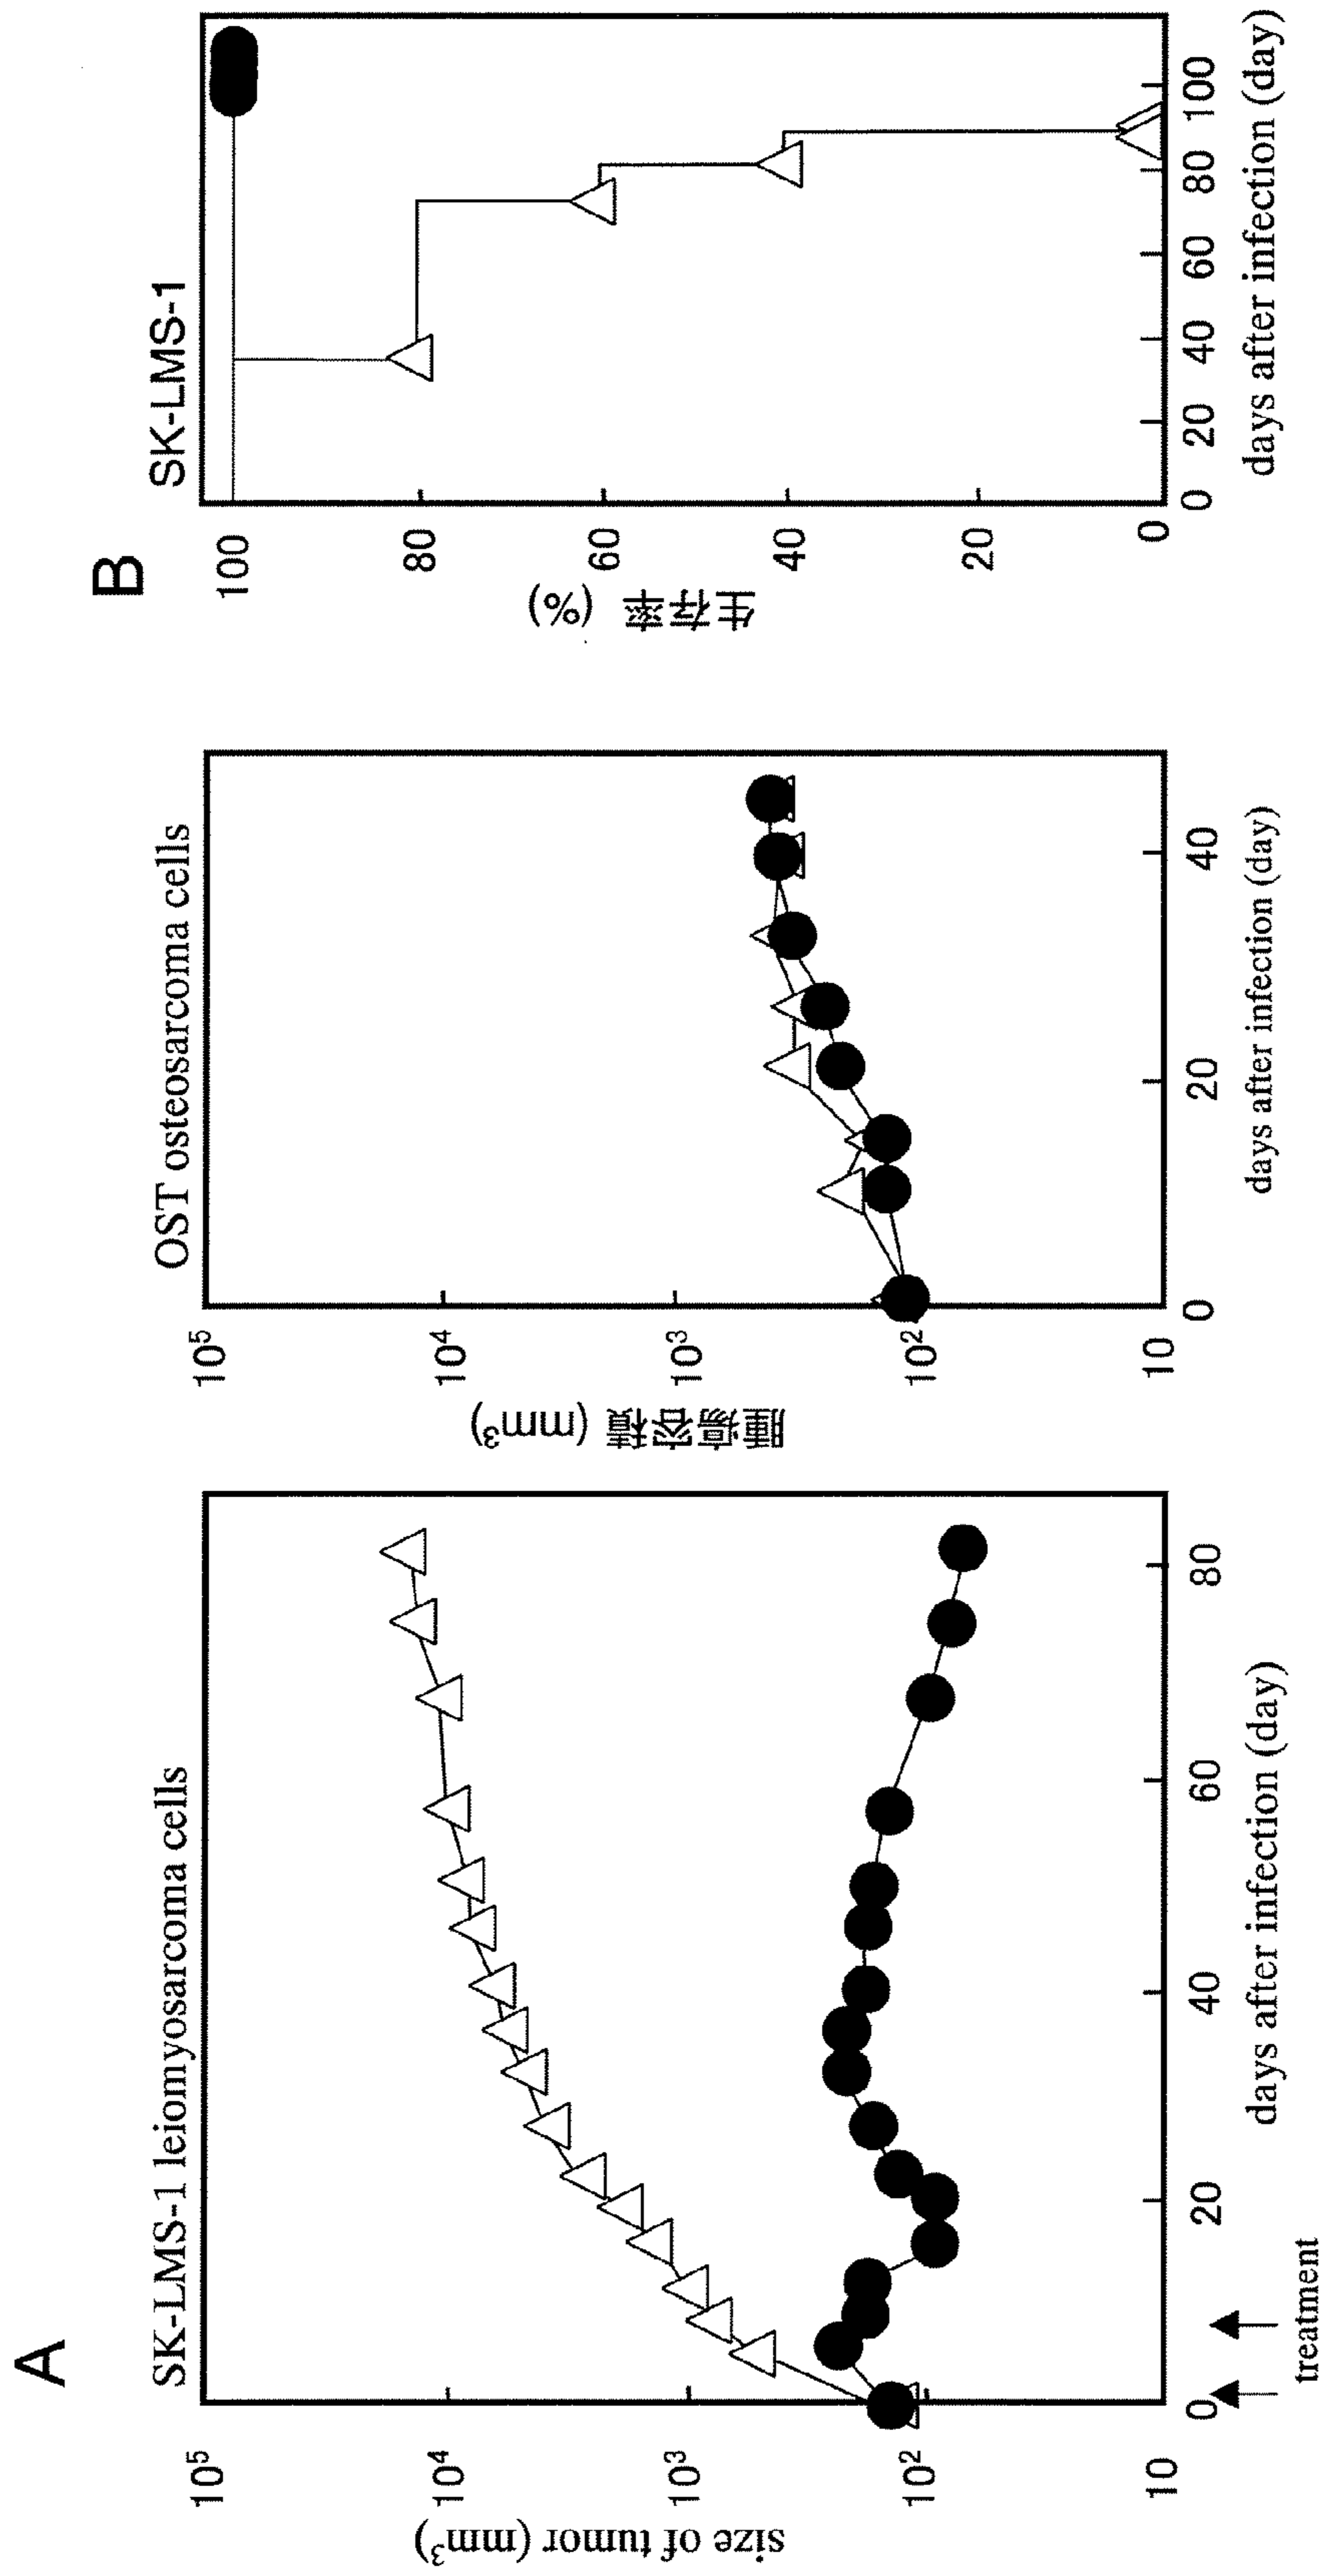 A
SK-LMS-1 leiomyosarcoma cells
size of tumor (mm³)
10⁵
10⁴
10³
10²
10
0
20
40
60
80
days after infection (day)
treatment
OST osteosarcoma cells
腫瘍容積 (mm³)
10⁵
10⁴
10³
10²
10
0
20
40
days after infection (day)
B
SK-LMS-1
生存率 (%)
100
80
60
40
20
0
0
20
40
60
80
100
days after infection (day)